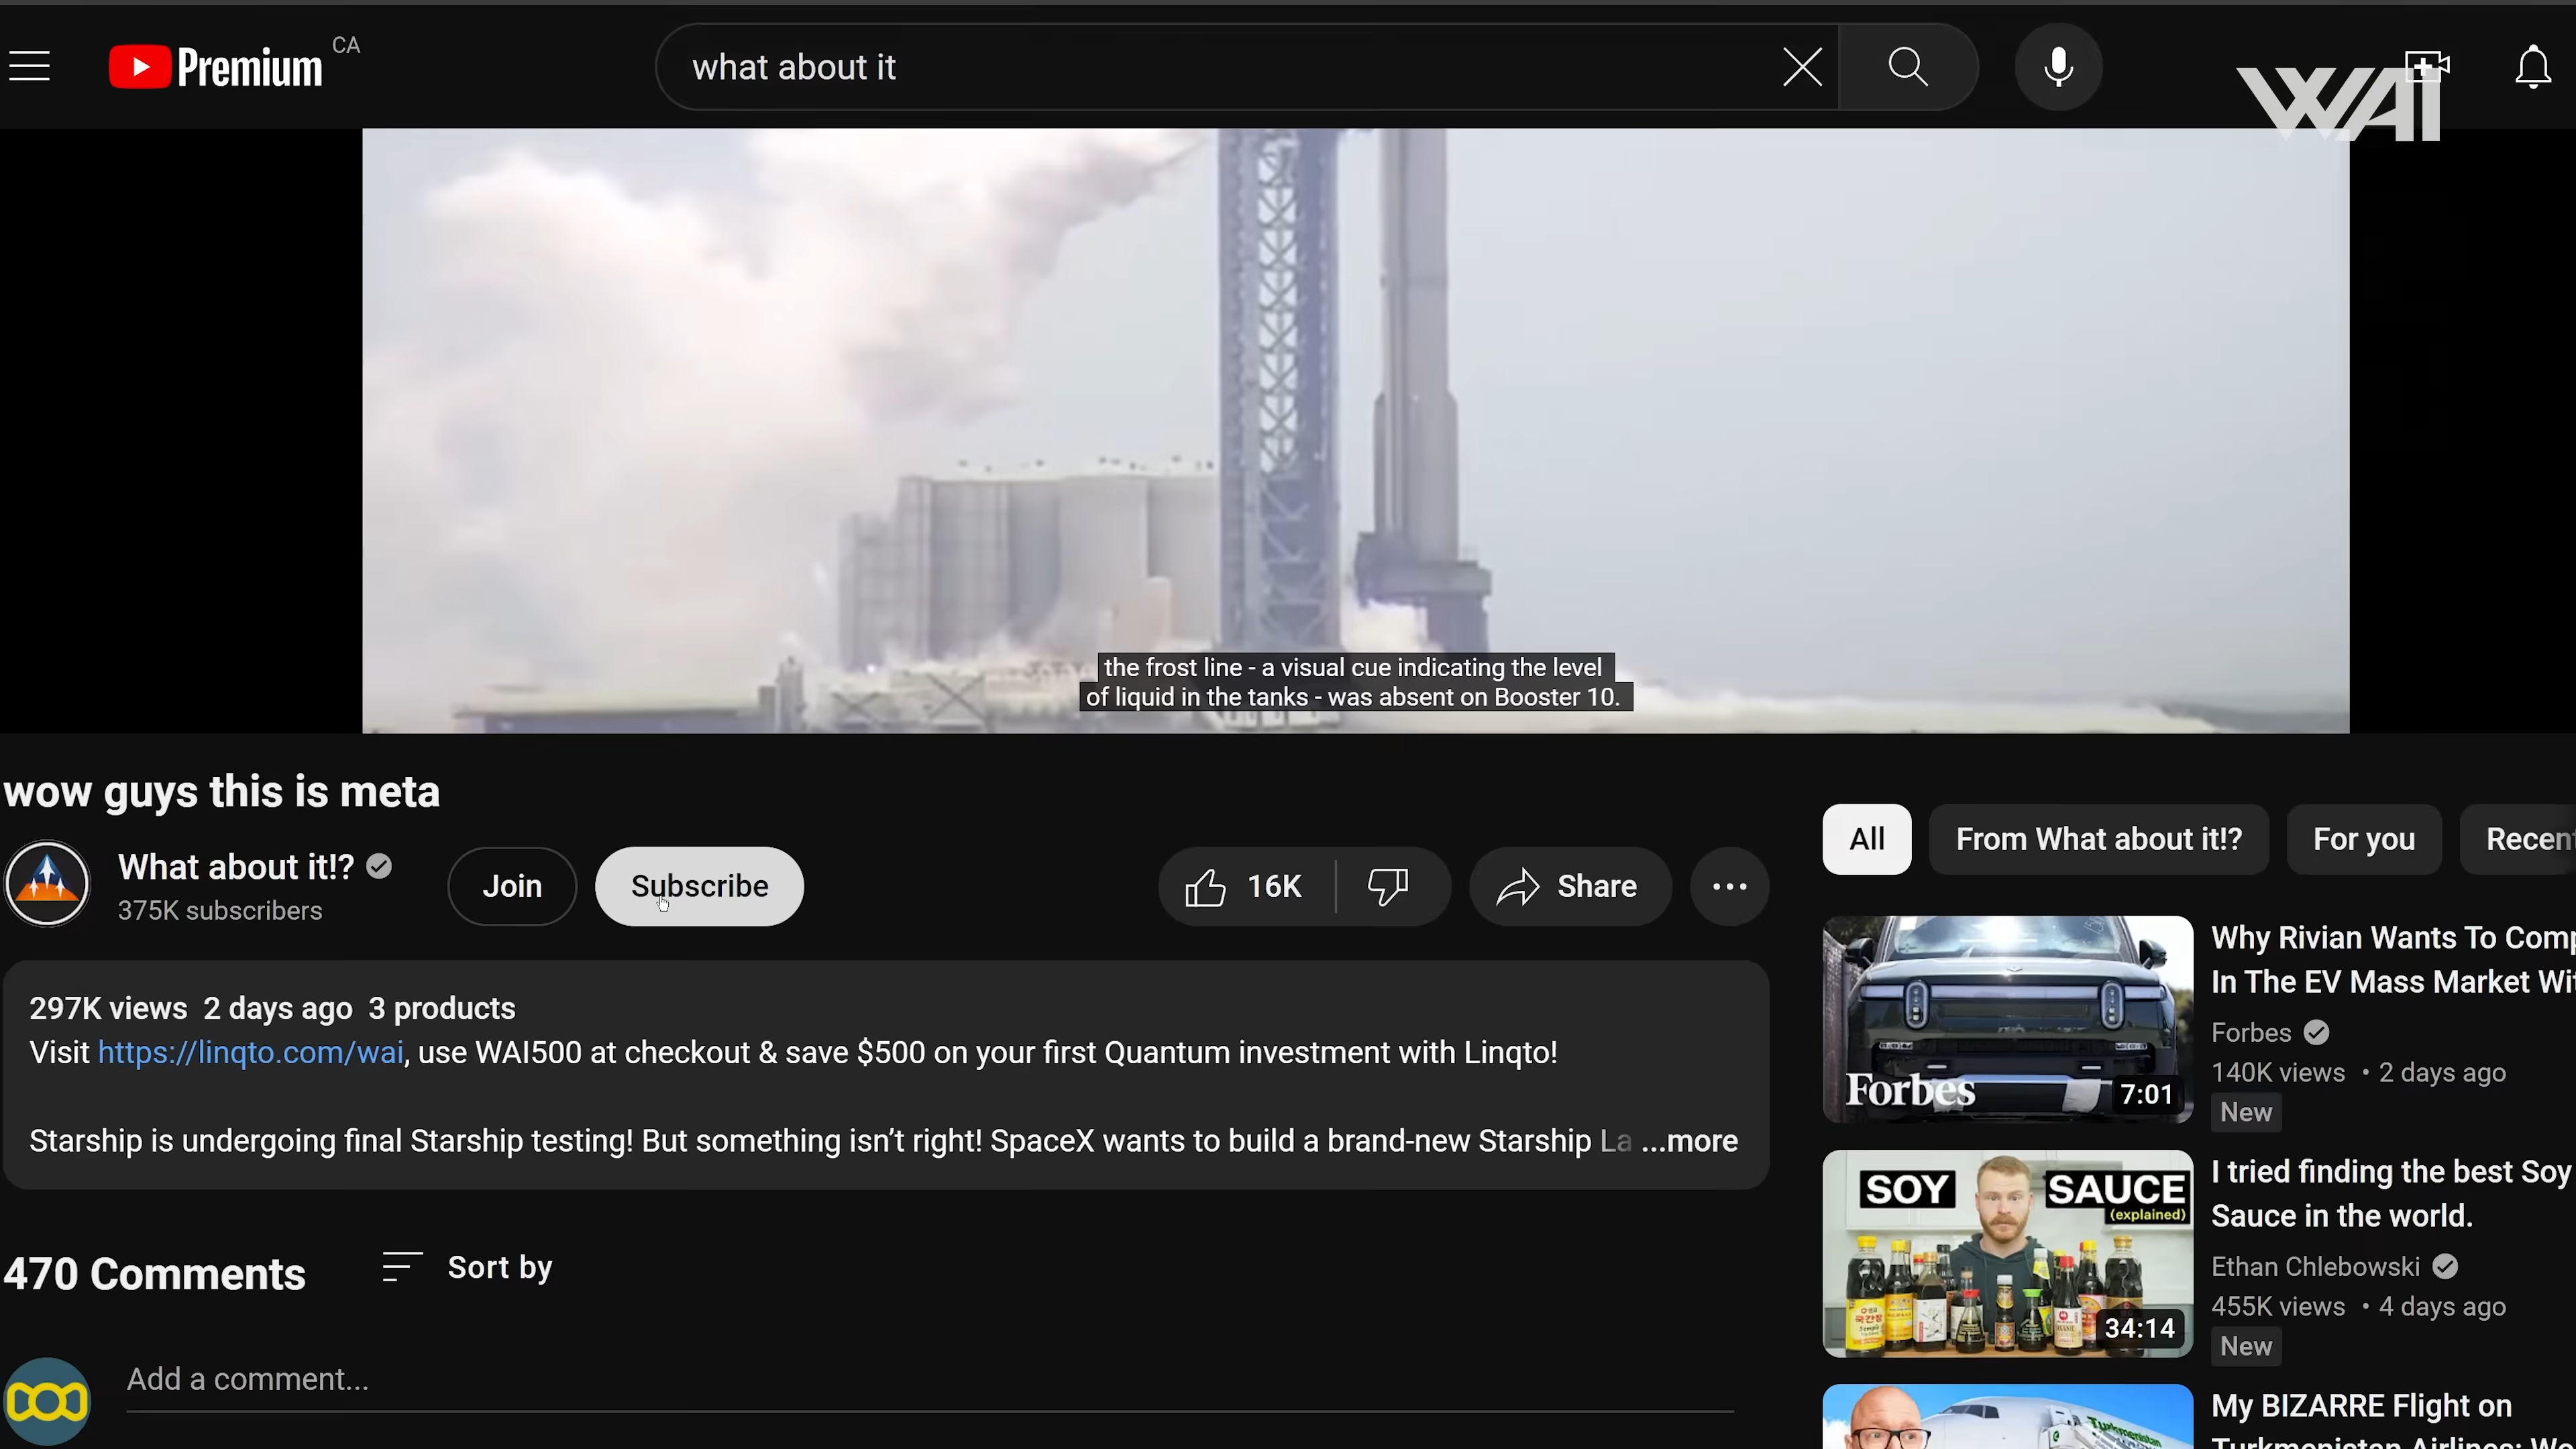 Premium CA
what about it
WAI
the frost line - a visual cue indicating the level
of liquid in the tanks - was absent on Booster 10.
wow guys this is meta
What about it!?
375K subscribers
Join
Subscribe
16K
Share
297K views 2 days ago 3 products
Visit https://linqto.com/wai, use WAI500 at checkout & save $500 on your first Quantum investment with Linqto!
Starship is undergoing final Starship testing! But something isn't right! SpaceX wants to build a brand-new Starship La ...more
470 Comments
Sort by
Add a comment...
All
From What about it!?
For you
Recent
Forbes
7:01
Why Rivian Wants To Comp
In The EV Mass Market Wit
Forbes
140K views • 2 days ago
New
SOY SAUCE
(explained)
34:14
I tried finding the best Soy
Sauce in the world.
Ethan Chlebowski
455K views • 4 days ago
New
Turkmenistan
My BIZARRE Flight on
Turkmenistan Airlines: W